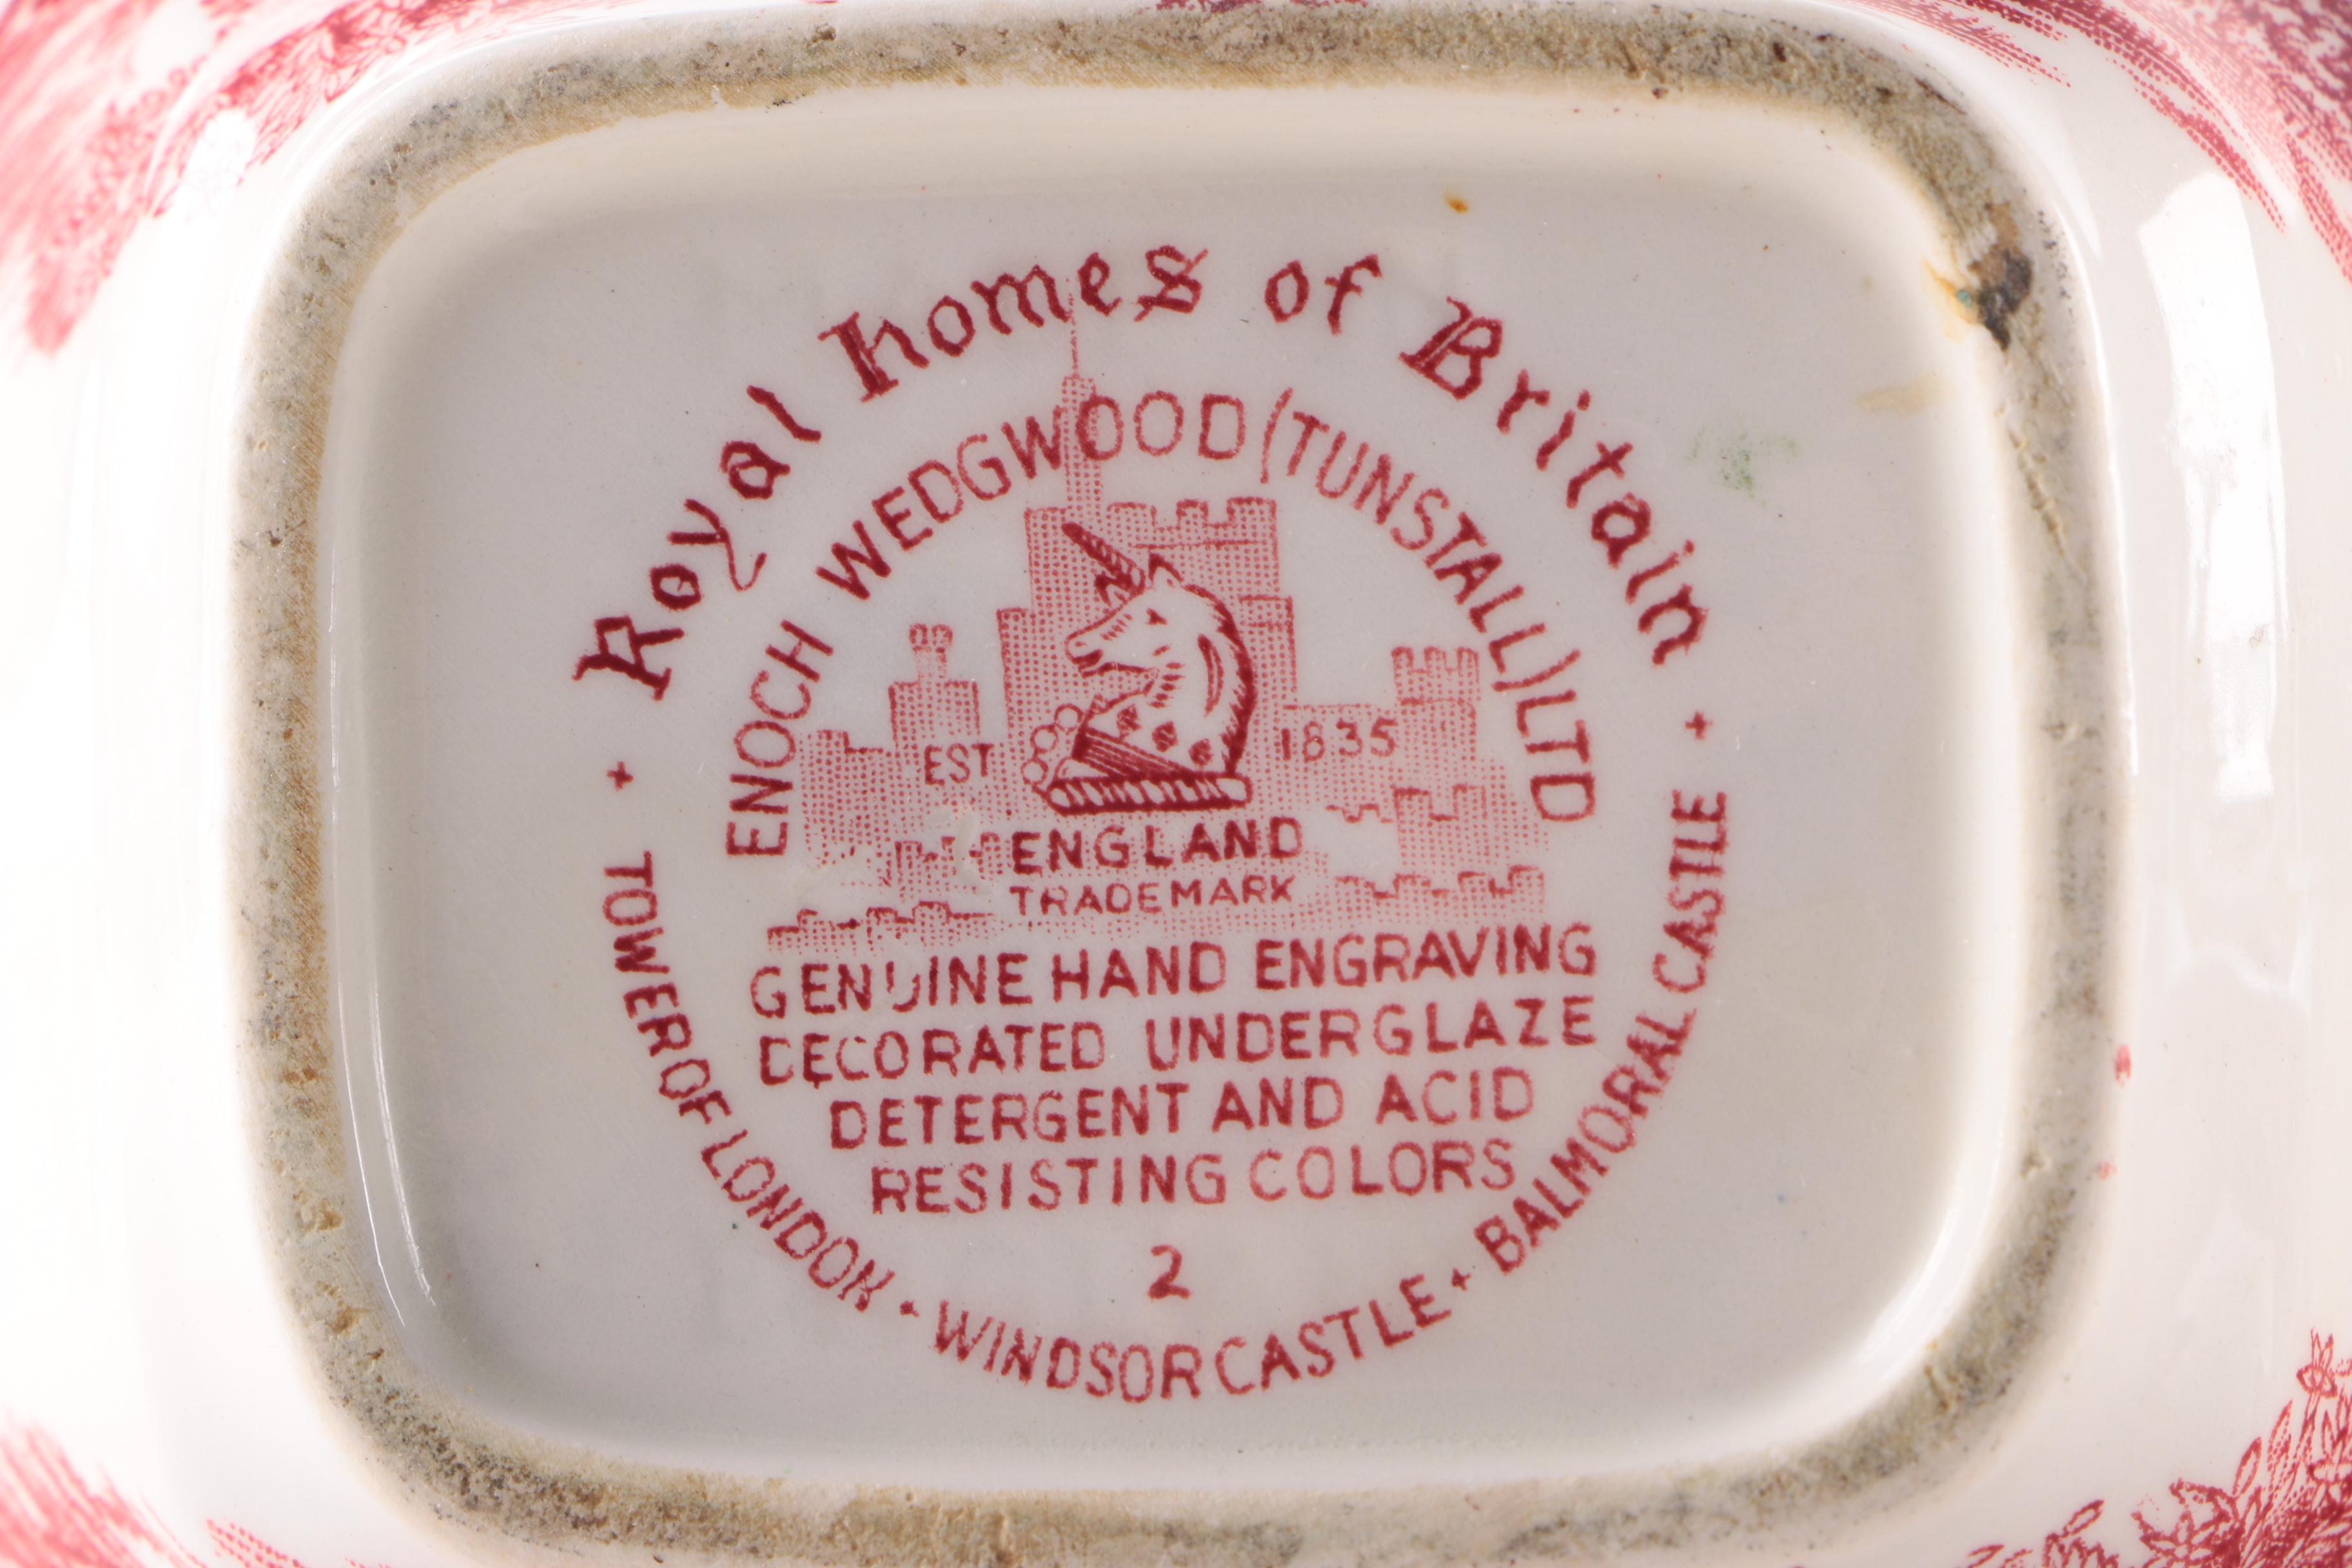 Royal homes of Britain
ENOCH WEDGWOOD (TUNSTALL) LTD
EST 1835
ENGLAND
TRADEMARK
GENUINE HAND ENGRAVING
DECORATED UNDERGLAZE
DETERGENT AND ACID
RESISTING COLORS
2
TOWER OF LONDON · WINDSOR CASTLE · BALMORAL CASTLE